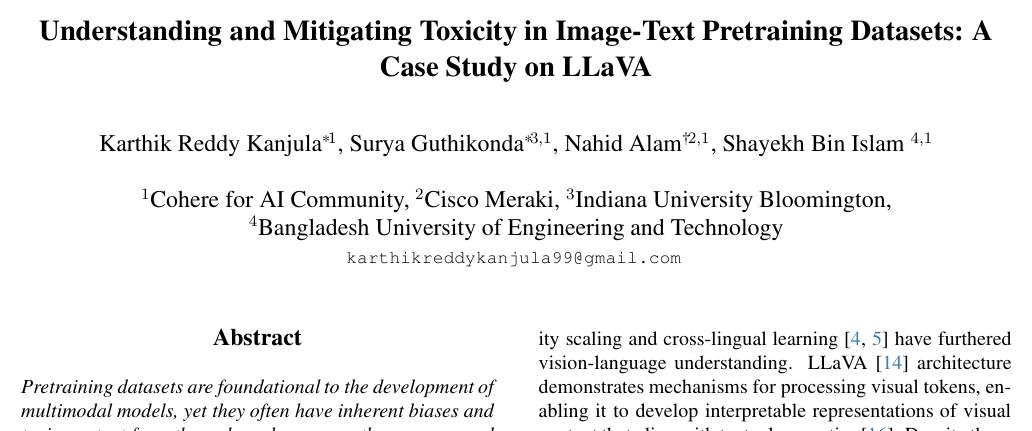 Understanding and Mitigating Toxicity in Image-Text Pretraining Datasets: A
Case Study on LLaVA
Karthik Reddy Kanjula*1, Surya Guthikonda*3,1, Nahid Alam†2,1, Shayekh Bin Islam 4,1
1Cohere for AI Community, 2Cisco Meraki, 3Indiana University Bloomington,
4Bangladesh University of Engineering and Technology
karthikreddykanjula99@gmail.com
Abstract
Pretraining datasets are foundational to the development of
multimodal models, yet they often have inherent biases and
ity scaling and cross-lingual learning [4, 5] have furthered
vision-language understanding. LLaVA [14] architecture
demonstrates mechanisms for processing visual tokens, en-
abling it to develop interpretable representations of visual